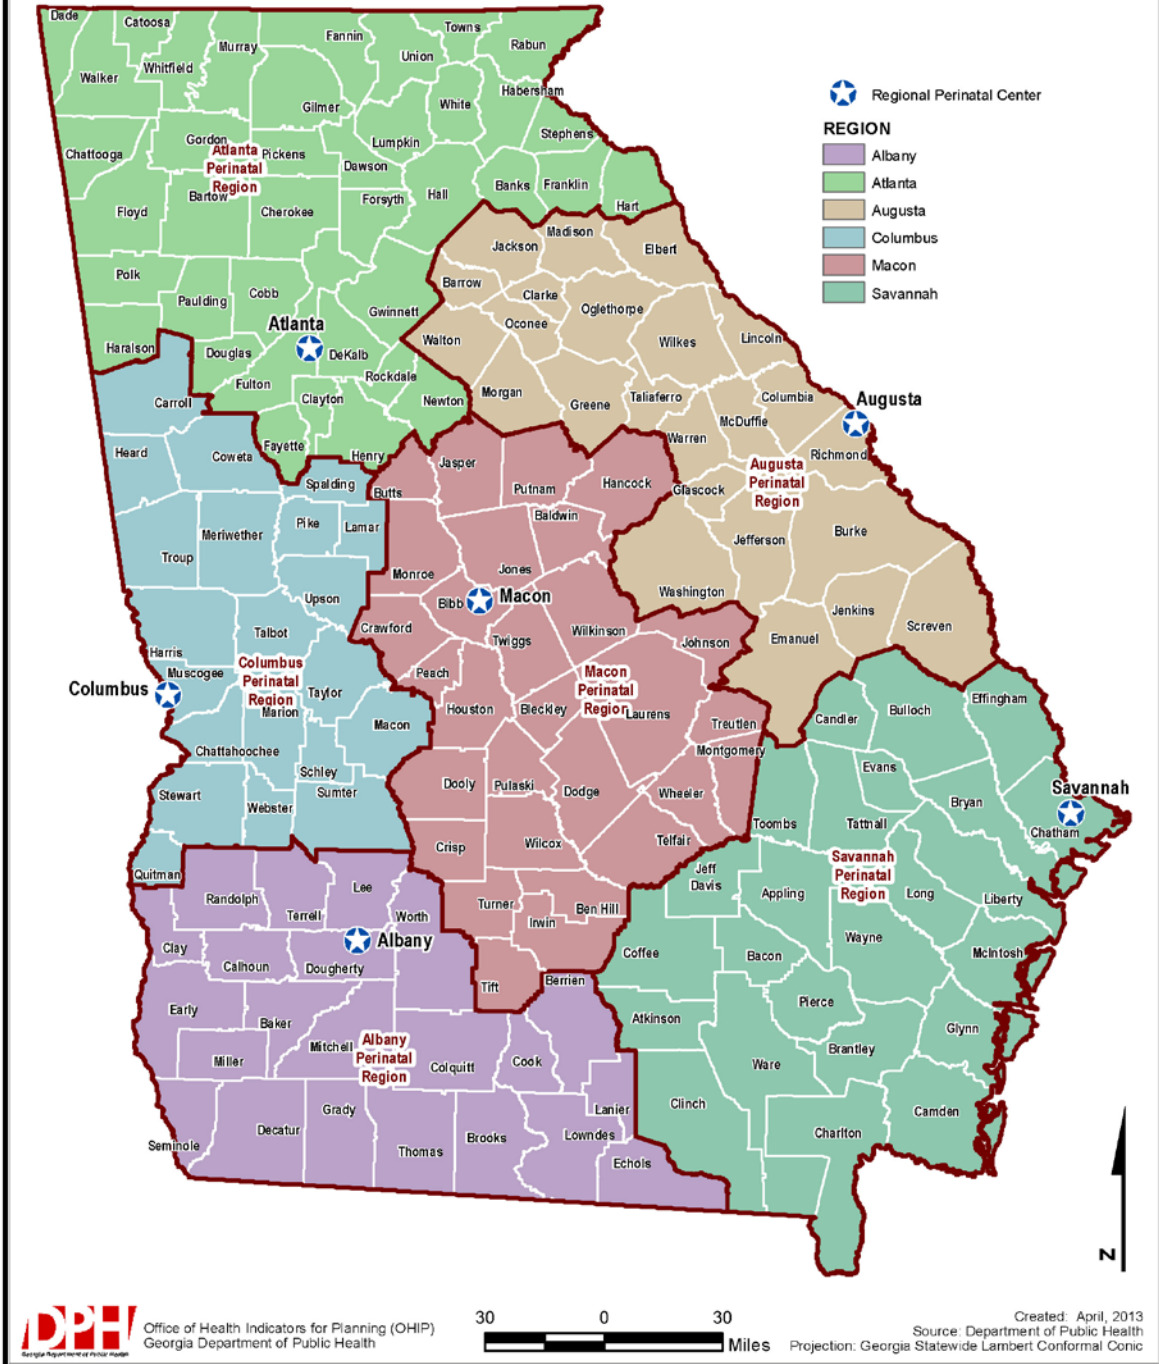 Dade
Catoosa
Towns
Fannin
Murray
Union
Rabun
Walker
Whitfield
Habersham
White
Gilmer
Stephens
Gordon
Lumpkin
Chattooga
Pickens
Dawson
Atlanta
Perinatal
Region
Banks
Franklin
Bartow
Hall
Forsyth
Hart
Floyd
Cherokee
Polk
Paulding
Cobb
Gwinnett
Atlanta
Haralson
Douglas
DeKalb
Fulton
Rockdale
Clayton
Newton
Fayette
Henry
Regional Perinatal Center
REGION
Albany
Atlanta
Augusta
Columbus
Macon
Savannah
Madison
Jackson
Elbert
Barrow
Clarke
Oglethorpe
Oconee
Walton
Wilkes
Lincoln
Morgan
Greene
Taliaferro
Columbia
Augusta
McDuffie
Warren
Richmond
Augusta
Perinatal
Region
Glascock
Jefferson
Burke
Washington
Jenkins
Screven
Emanuel
Carroll
Heard
Coweta
Spalding
Pike
Lamar
Meriwether
Troup
Upson
Talbot
Harris
Muscogee
Columbus
Columbus
Perinatal
Region
Taylor
Marion
Macon
Chattahoochee
Schley
Stewart
Webster
Sumter
Quitman
Jasper
Butts
Putnam
Hancock
Baldwin
Monroe
Jones
Bibb
Macon
Crawford
Twiggs
Wilkinson
Johnson
Peach
Macon
Perinatal
Region
Houston
Bleckley
Laurens
Treutlen
Montgomery
Dooly
Pulaski
Dodge
Wheeler
Crisp
Wilcox
Telfair
Turner
Irwin
Ben Hill
Tift
Effingham
Candler
Bulloch
Evans
Savannah
Bryan
Toombs
Tattnall
Chatham
Savannah
Perinatal
Region
Jeff
Davis
Appling
Long
Liberty
Wayne
Coffee
Bacon
McIntosh
Pierce
Atkinson
Glynn
Brantley
Ware
Clinch
Camden
Charlton
Randolph
Lee
Terrell
Worth
Albany
Clay
Calhoun
Dougherty
Berrien
Early
Baker
Mitchell
Albany
Perinatal
Region
Miller
Colquitt
Cook
Grady
Lanier
Decatur
Brooks
Lowndes
Seminole
Thomas
Echols
N
DPH
Georgia Department of Public Health
Office of Health Indicators for Planning (OHIP)
Georgia Department of Public Health
30 0 30
Miles
Created: April, 2013
Source: Department of Public Health
Projection: Georgia Statewide Lambert Conformal Conic